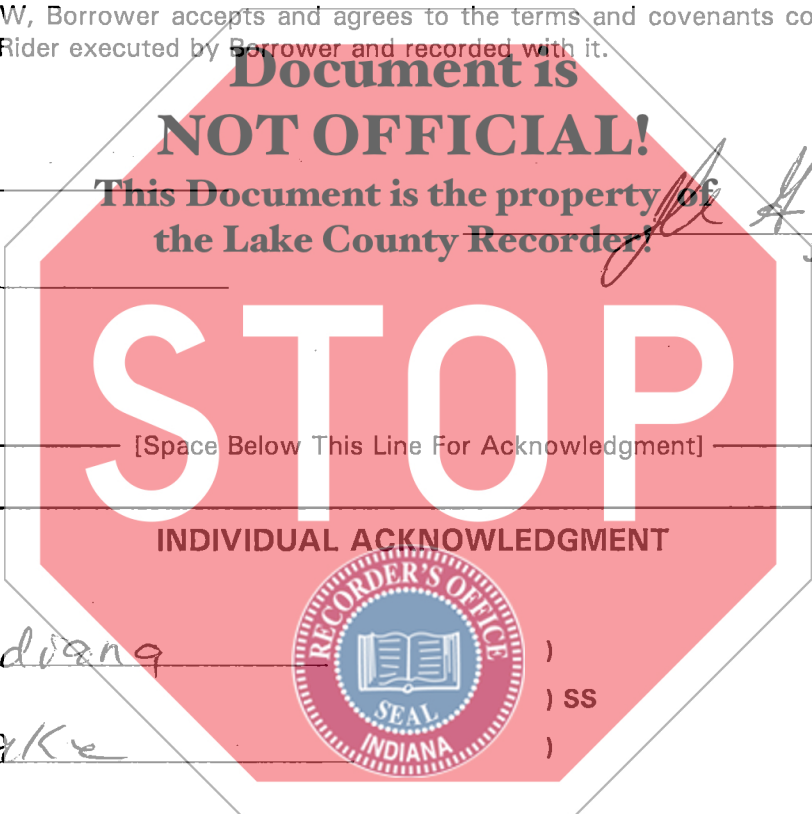 W, Borrower accepts and agrees to the terms and covenants co
Rider executed by Borrower and recorded with it.
Document is
NOT OFFICIAL!
This Document is the property of
the Lake County Recorder!
STOP
[Space Below This Line For Acknowledgment]
INDIVIDUAL ACKNOWLEDGMENT
RECORDER'S OFFICE
diana )
) SS
ake )
SEAL
INDIANA